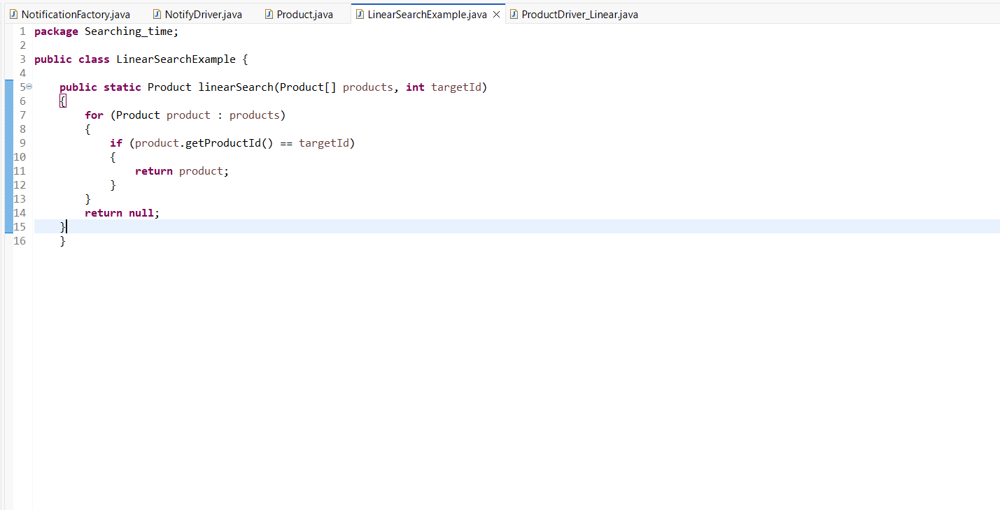 NotificationFactory.java NotifyDriver.java Product.java LinearSearchExample.java ProductDriver_Linear.java
1 package Searching_time;
2
3 public class LinearSearchExample {
4
5     public static Product linearSearch(Product[] products, int targetId)
6     {
7         for (Product product : products)
8         {
9             if (product.getProductId() == targetId)
10             {
11                 return product;
12             }
13         }
14         return null;
15     }
16     }